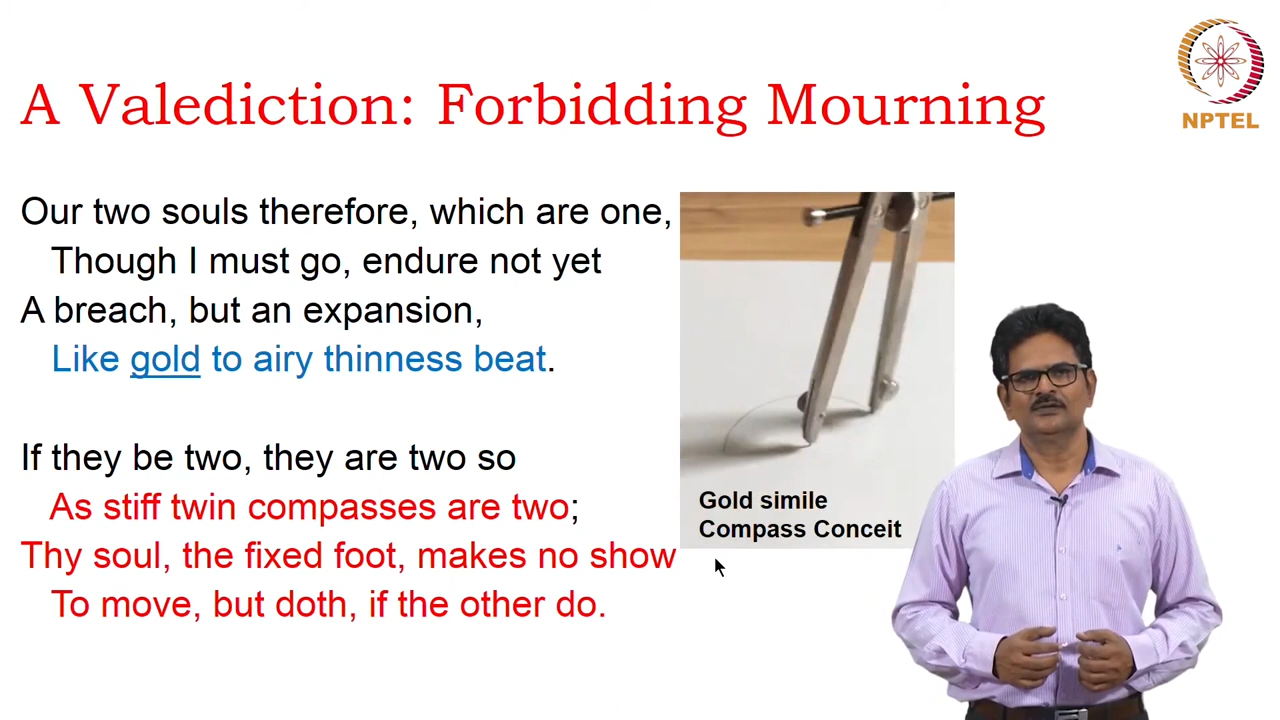 A Valediction: Forbidding Mourning
NPTEL
Our two souls therefore, which are one,
Though I must go, endure not yet
A breach, but an expansion,
Like gold to airy thinness beat.
If they be two, they are two so
As stiff twin compasses are two;
Thy soul, the fixed foot, makes no show
To move, but doth, if the other do.
Gold simile
Compass Conceit